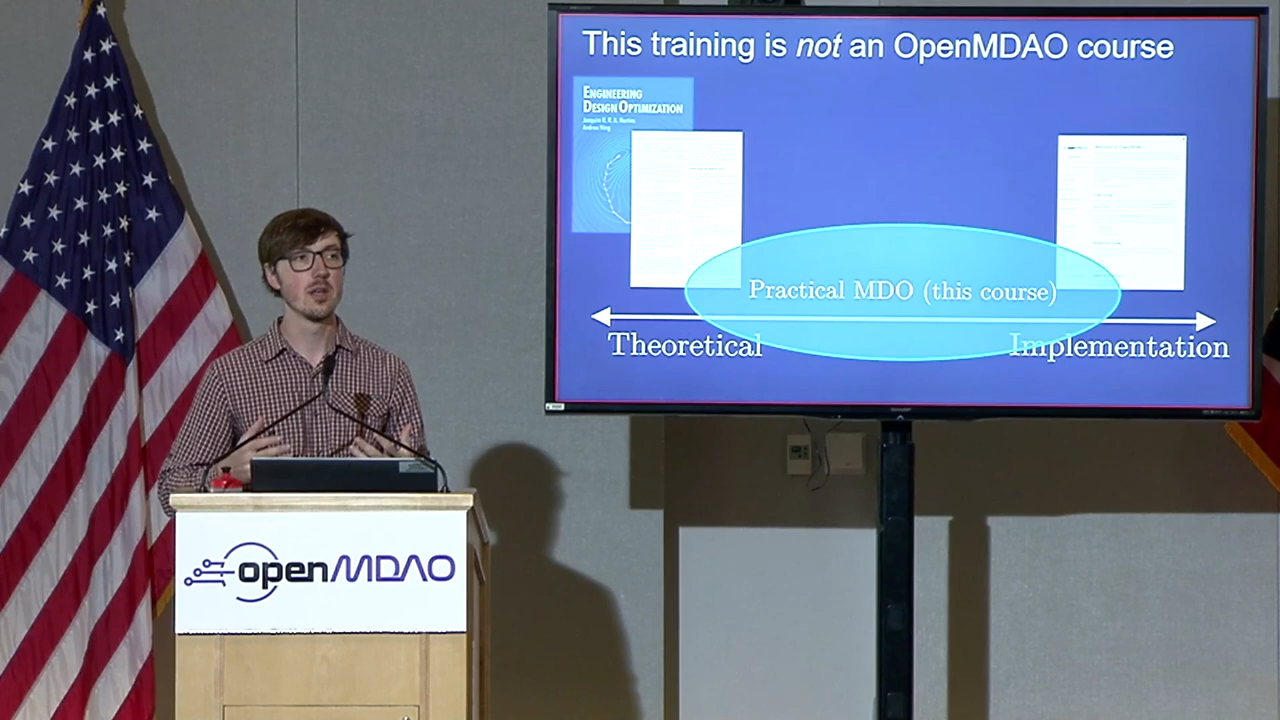 This training is not an OpenMDAO course
ENGINEERING
DESIGN OPTIMIZATION
Joaquim R. R. A. Martins
Andrew Ning
Practical MDO (this course)
Theoretical
Implementation
openMDAO